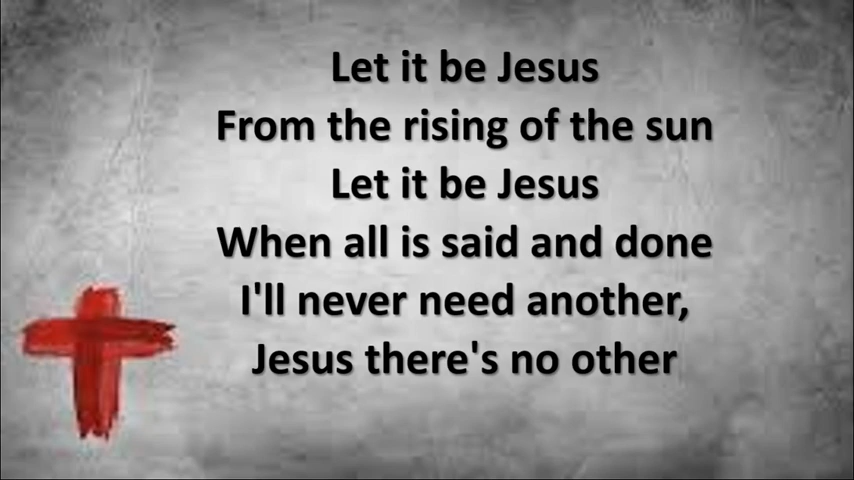 Let it be Jesus
From the rising of the sun
Let it be Jesus
When all is said and done
I'll never need another,
Jesus there's no other